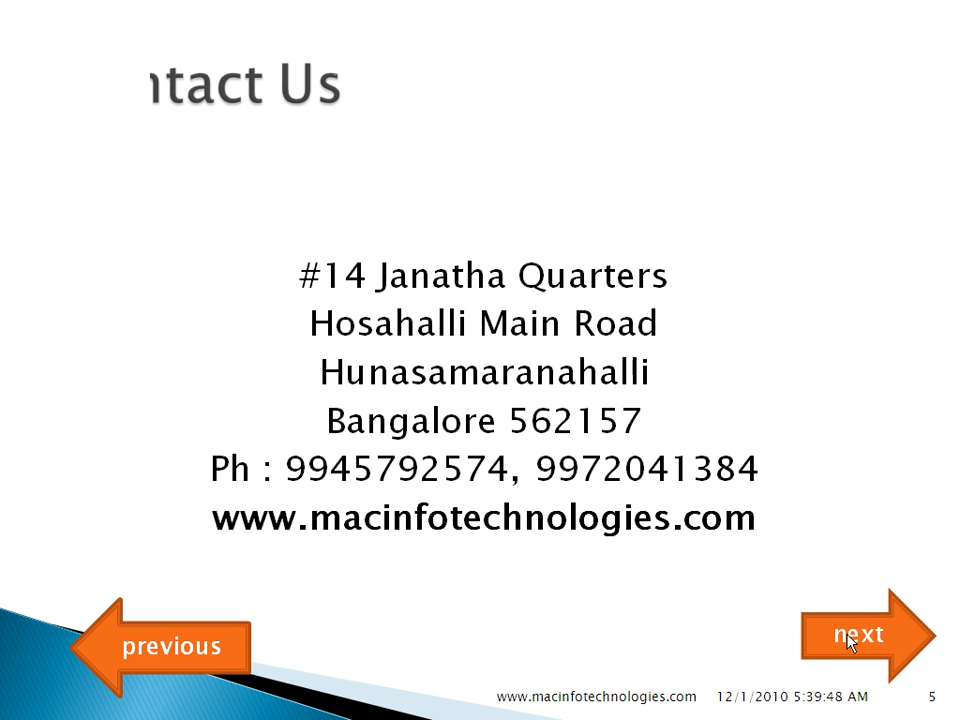 ntact Us
#14 Janatha Quarters
Hosahalli Main Road
Hunasamaranahalli
Bangalore 562157
Ph : 9945792574, 9972041384
www.macinfotechnologies.com
previous
next
www.macinfotechnologies.com 12/1/2010 5:39:48 AM 5